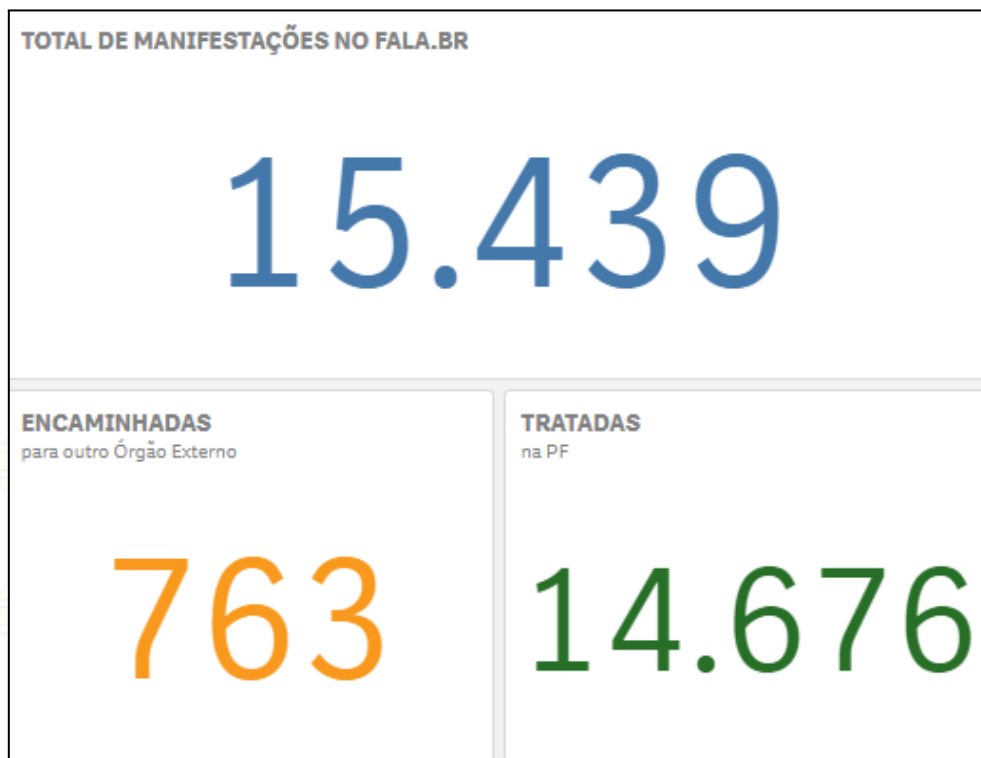 TOTAL DE MANIFESTAÇÕES NO FALA.BR
15.439
ENCAMINHADAS
para outro Órgão Externo
763
TRATADAS
na PF
14.676